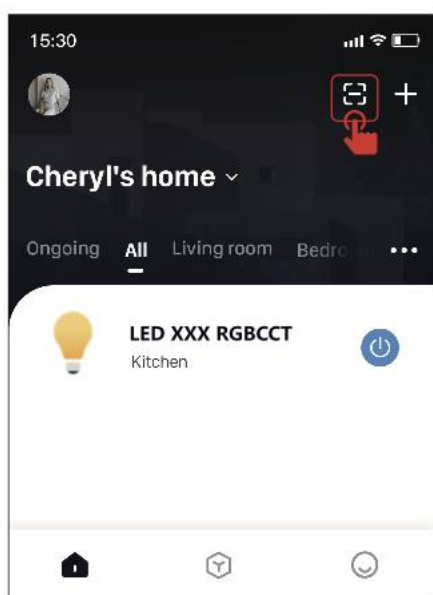 15:30
Cheryl's home
Ongoing All Living room
LED XXX RGBCCT
Kitchen